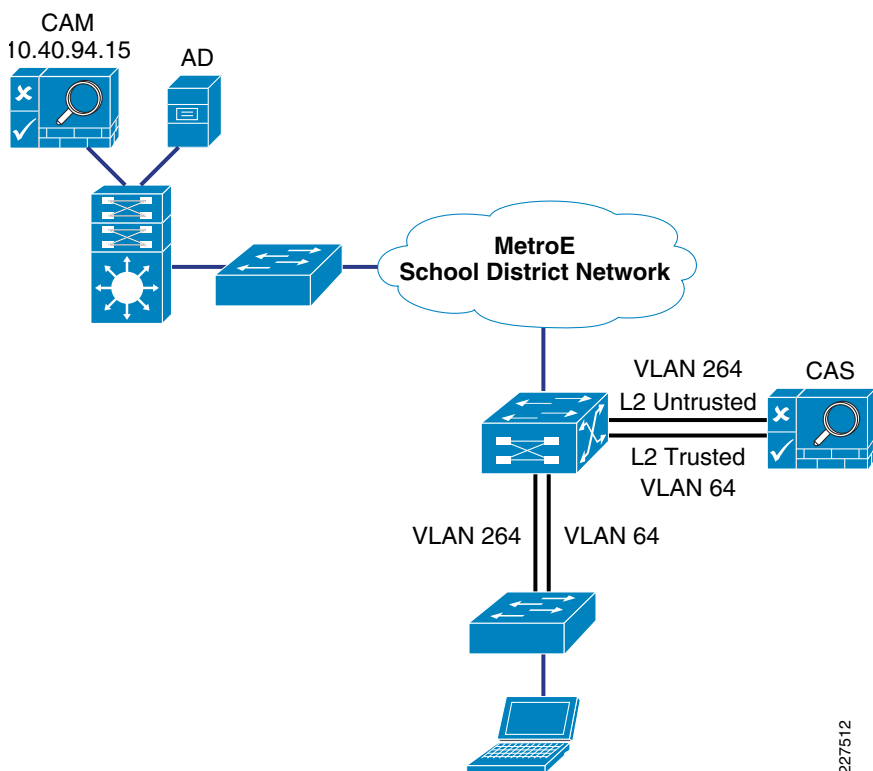 CAM
10.40.94.15
AD
MetroE
School District Network
VLAN 264
CAS
L2 Untrusted
L2 Trusted
VLAN 64
VLAN 264
VLAN 64
227512